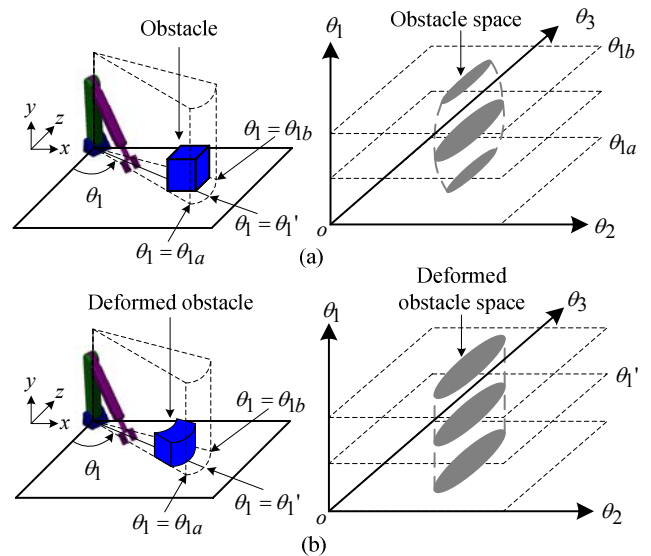 Obstacle
Obstacle space
θ1
θ3
θ1b
y
z
x
θ1 = θ1b
θ1a
θ1
θ1 = θ1'
θ1 = θ1a
o
θ2
(a)
Deformed obstacle
Deformed
obstacle space
θ1
θ3
y
z
x
θ1 = θ1b
θ1'
θ1
θ1 = θ1'
θ1 = θ1a
o
θ2
(b)